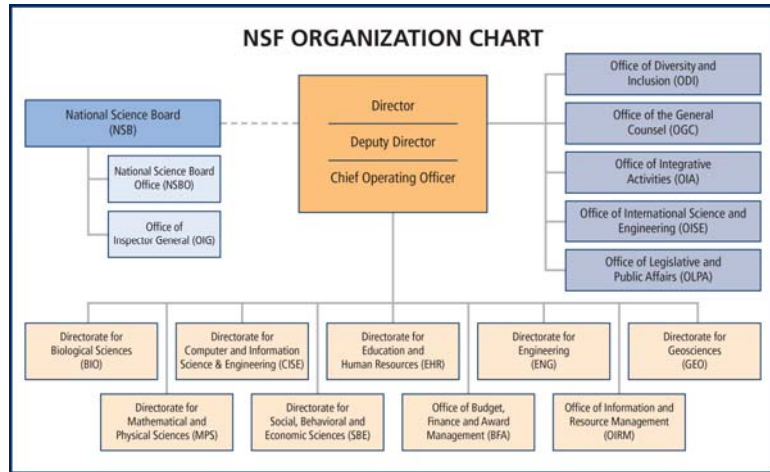 NSF ORGANIZATION CHART
National Science Board
(NSB)
National Science Board
Office (NSBO)
Office of
Inspector General (OIG)
Director
Deputy Director
Chief Operating Officer
Office of Diversity and
Inclusion (ODI)
Office of the General
Counsel (OGC)
Office of Integrative
Activities (OIA)
Office of International Science and
Engineering (OISE)
Office of Legislative and
Public Affairs (OLPA)
Directorate for
Biological Sciences
(BIO)
Directorate for
Computer and Information
Science & Engineering (CISE)
Directorate for
Education and
Human Resources (EHR)
Directorate for
Engineering
(ENG)
Directorate for
Geosciences
(GEO)
Directorate for
Mathematical and
Physical Sciences (MPS)
Directorate for
Social, Behavioral and
Economic Sciences (SBE)
Office of Budget,
Finance and Award
Management (BFA)
Office of Information and
Resource Management
(OIRM)